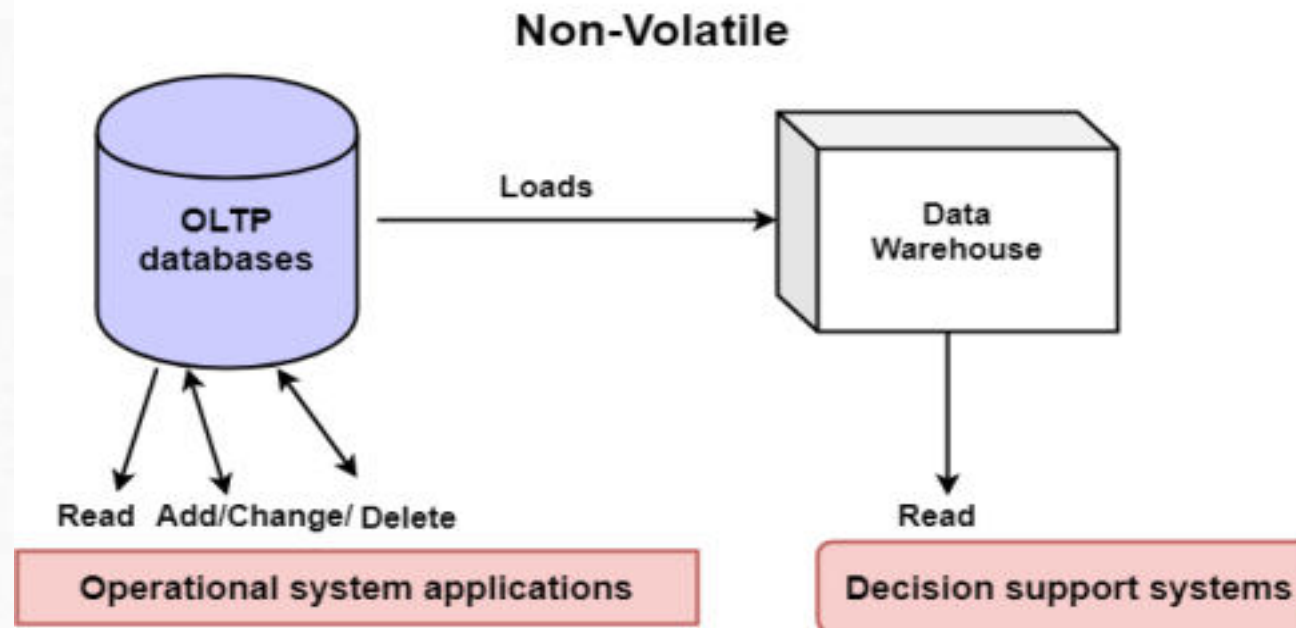 Non-Volatile
OLTP
databases
Loads
Data
Warehouse
Read Add/Change/ Delete
Read
Operational system applications
Decision support systems